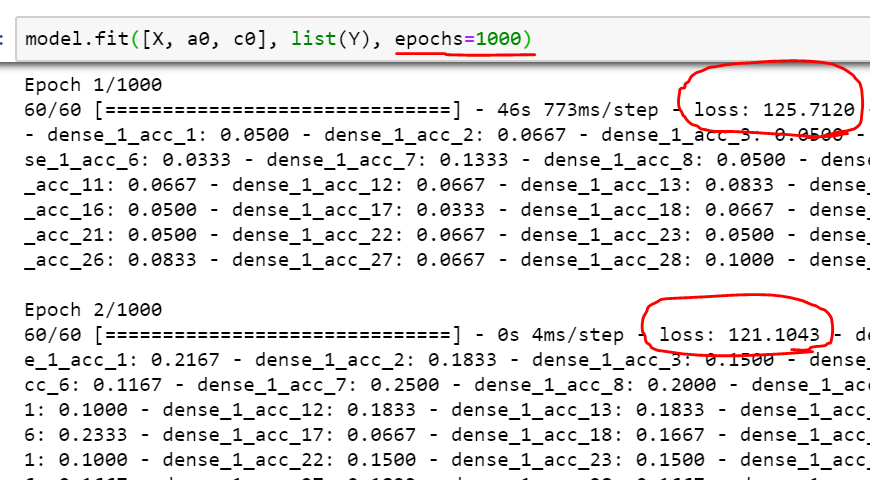 : model.fit([X, a0, c0], list(Y), epochs=1000)
Epoch 1/1000
60/60 [==============================] - 46s 773ms/step - loss: 125.7120 -
- dense_1_acc_1: 0.0500 - dense_1_acc_2: 0.0667 - dense_1_acc_3: 0.0500 -
se_1_acc_6: 0.0333 - dense_1_acc_7: 0.1333 - dense_1_acc_8: 0.0500 - dens
_acc_11: 0.0667 - dense_1_acc_12: 0.0667 - dense_1_acc_13: 0.0833 - dense
_acc_16: 0.0500 - dense_1_acc_17: 0.0333 - dense_1_acc_18: 0.0667 - dense
_acc_21: 0.0500 - dense_1_acc_22: 0.0667 - dense_1_acc_23: 0.0500 - dense
_acc_26: 0.0833 - dense_1_acc_27: 0.0667 - dense_1_acc_28: 0.1000 - dense_
Epoch 2/1000
60/60 [==============================] - 0s 4ms/step - loss: 121.1043 - de
e_1_acc_1: 0.2167 - dense_1_acc_2: 0.1833 - dense_1_acc_3: 0.1500 - dense_
cc_6: 0.1167 - dense_1_acc_7: 0.2500 - dense_1_acc_8: 0.2000 - dense_1_acc
1: 0.1000 - dense_1_acc_12: 0.1833 - dense_1_acc_13: 0.1833 - dense_1_acc_
6: 0.2333 - dense_1_acc_17: 0.0667 - dense_1_acc_18: 0.1667 - dense_1_acc_
1: 0.1000 - dense_1_acc_22: 0.1500 - dense_1_acc_23: 0.1500 - dense_1_acc_